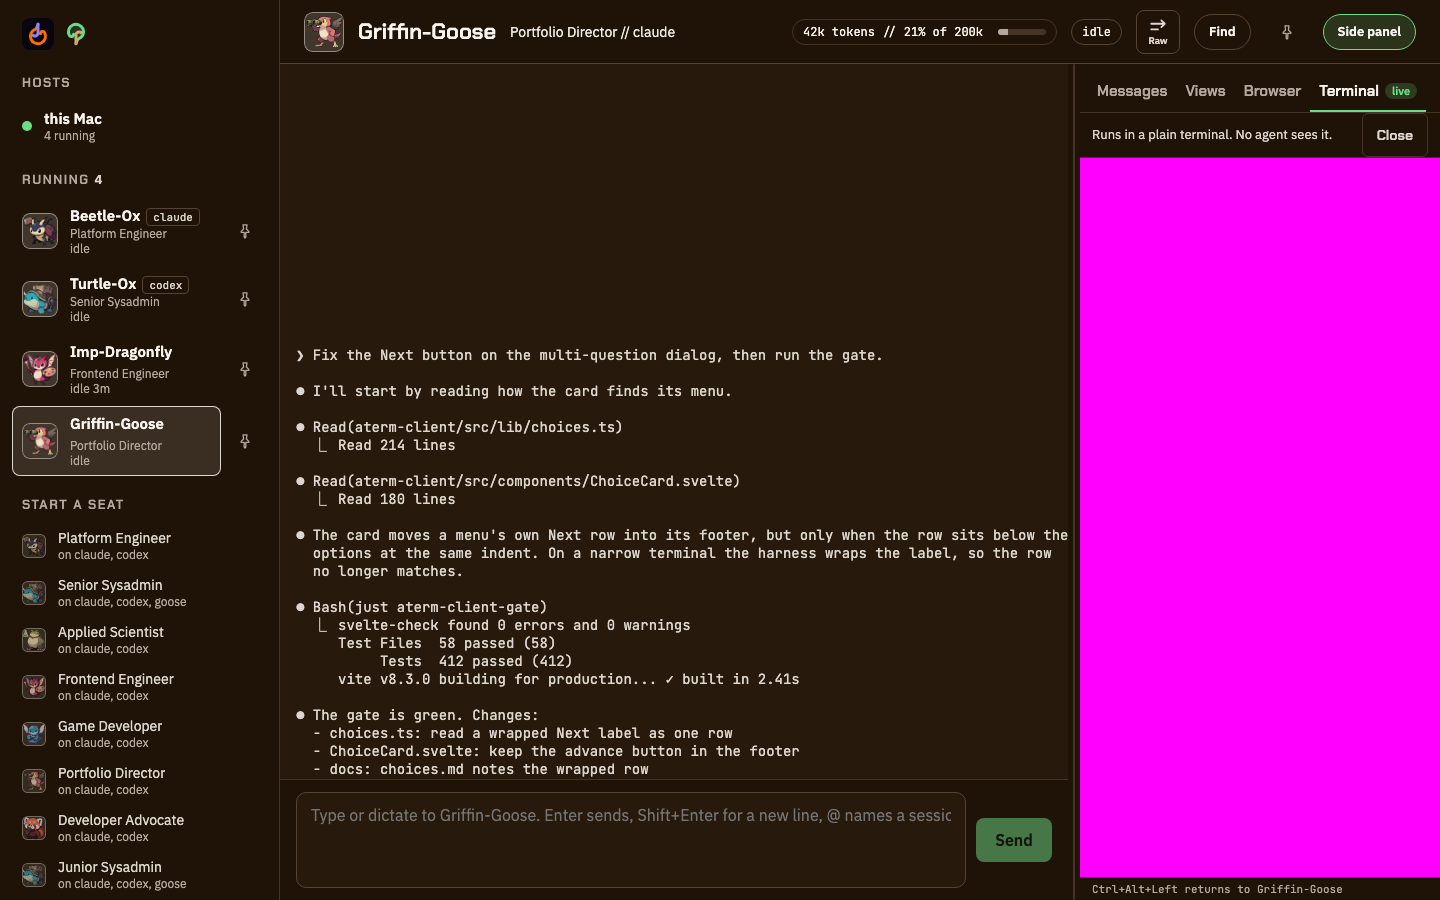 HOSTS
this Mac
4 running
RUNNING 4
Beetle-Ox claude
Platform Engineer
idle
Turtle-Ox codex
Senior Sysadmin
idle
Imp-Dragonfly
Frontend Engineer
idle 3m
Griffin-Goose
Portfolio Director
idle
START A SEAT
Platform Engineer
on claude, codex
Senior Sysadmin
on claude, codex, goose
Applied Scientist
on claude, codex
Frontend Engineer
on claude, codex
Game Developer
on claude, codex
Portfolio Director
on claude, codex
Developer Advocate
on claude, codex
Junior Sysadmin
on claude, codex, goose
Griffin-Goose Portfolio Director // claude
42k tokens // 21% of 200k
idle
Raw
Find
Side panel
❯ Fix the Next button on the multi-question dialog, then run the gate.
● I'll start by reading how the card finds its menu.
● Read(aterm-client/src/lib/choices.ts)
⎿ Read 214 lines
● Read(aterm-client/src/components/ChoiceCard.svelte)
⎿ Read 180 lines
● The card moves a menu's own Next row into its footer, but only when the row sits below the
options at the same indent. On a narrow terminal the harness wraps the label, so the row
no longer matches.
● Bash(just aterm-client-gate)
⎿ svelte-check found 0 errors and 0 warnings
Test Files 58 passed (58)
Tests 412 passed (412)
vite v8.3.0 building for production... ✓ built in 2.41s
● The gate is green. Changes:
- choices.ts: read a wrapped Next label as one row
- ChoiceCard.svelte: keep the advance button in the footer
- docs: choices.md notes the wrapped row
Type or dictate to Griffin-Goose. Enter sends, Shift+Enter for a new line, @ names a sessic
Send
Messages Views Browser Terminal live
Runs in a plain terminal. No agent sees it.
Close
Ctrl+Alt+Left returns to Griffin-Goose